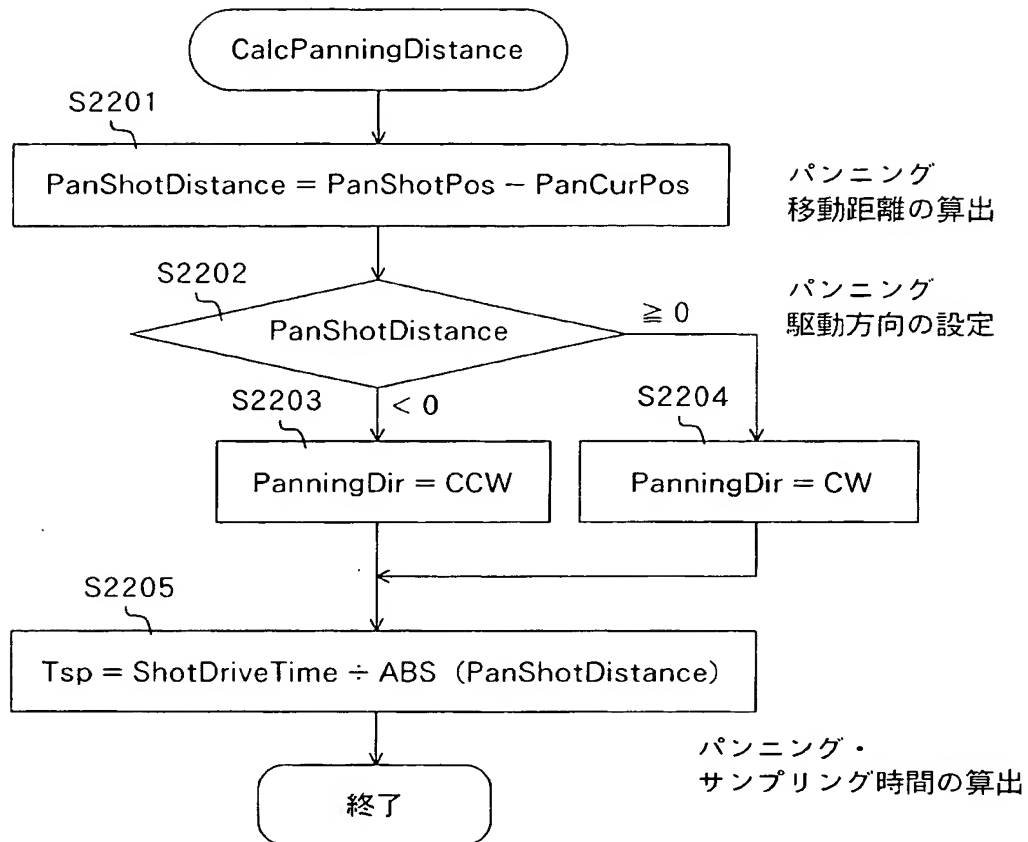 CalcPanningDistance
S2201
PanShotDistance = PanShotPos − PanCurPos
パンニング
移動距離の算出
S2202
PanShotDistance
≧ 0
パンニング
駆動方向の設定
< 0
S2203
PanningDir = CCW
S2204
PanningDir = CW
S2205
Tsp = ShotDriveTime ÷ ABS (PanShotDistance)
パンニング・
サンプリング時間の算出
終了